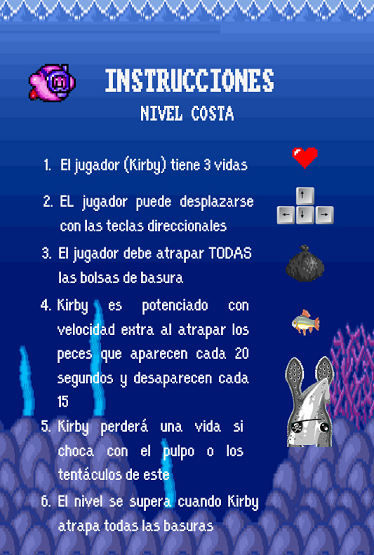 INSTRUCCIONES
NIVEL COSTA
1. El jugador (Kirby) tiene 3 vidas
2. EL jugador puede desplazarse
con las teclas direccionales
3. El jugador debe atrapar TODAS
las bolsas de basura
4. Kirby es potenciado con
velocidad extra al atrapar los
peces que aparecen cada 20
segundos y desaparecen cada
15
5. Kirby perderá una vida si
choca con el pulpo o los
tentáculos de este
6. El nivel se supera cuando Kirby
atrapa todas las basuras